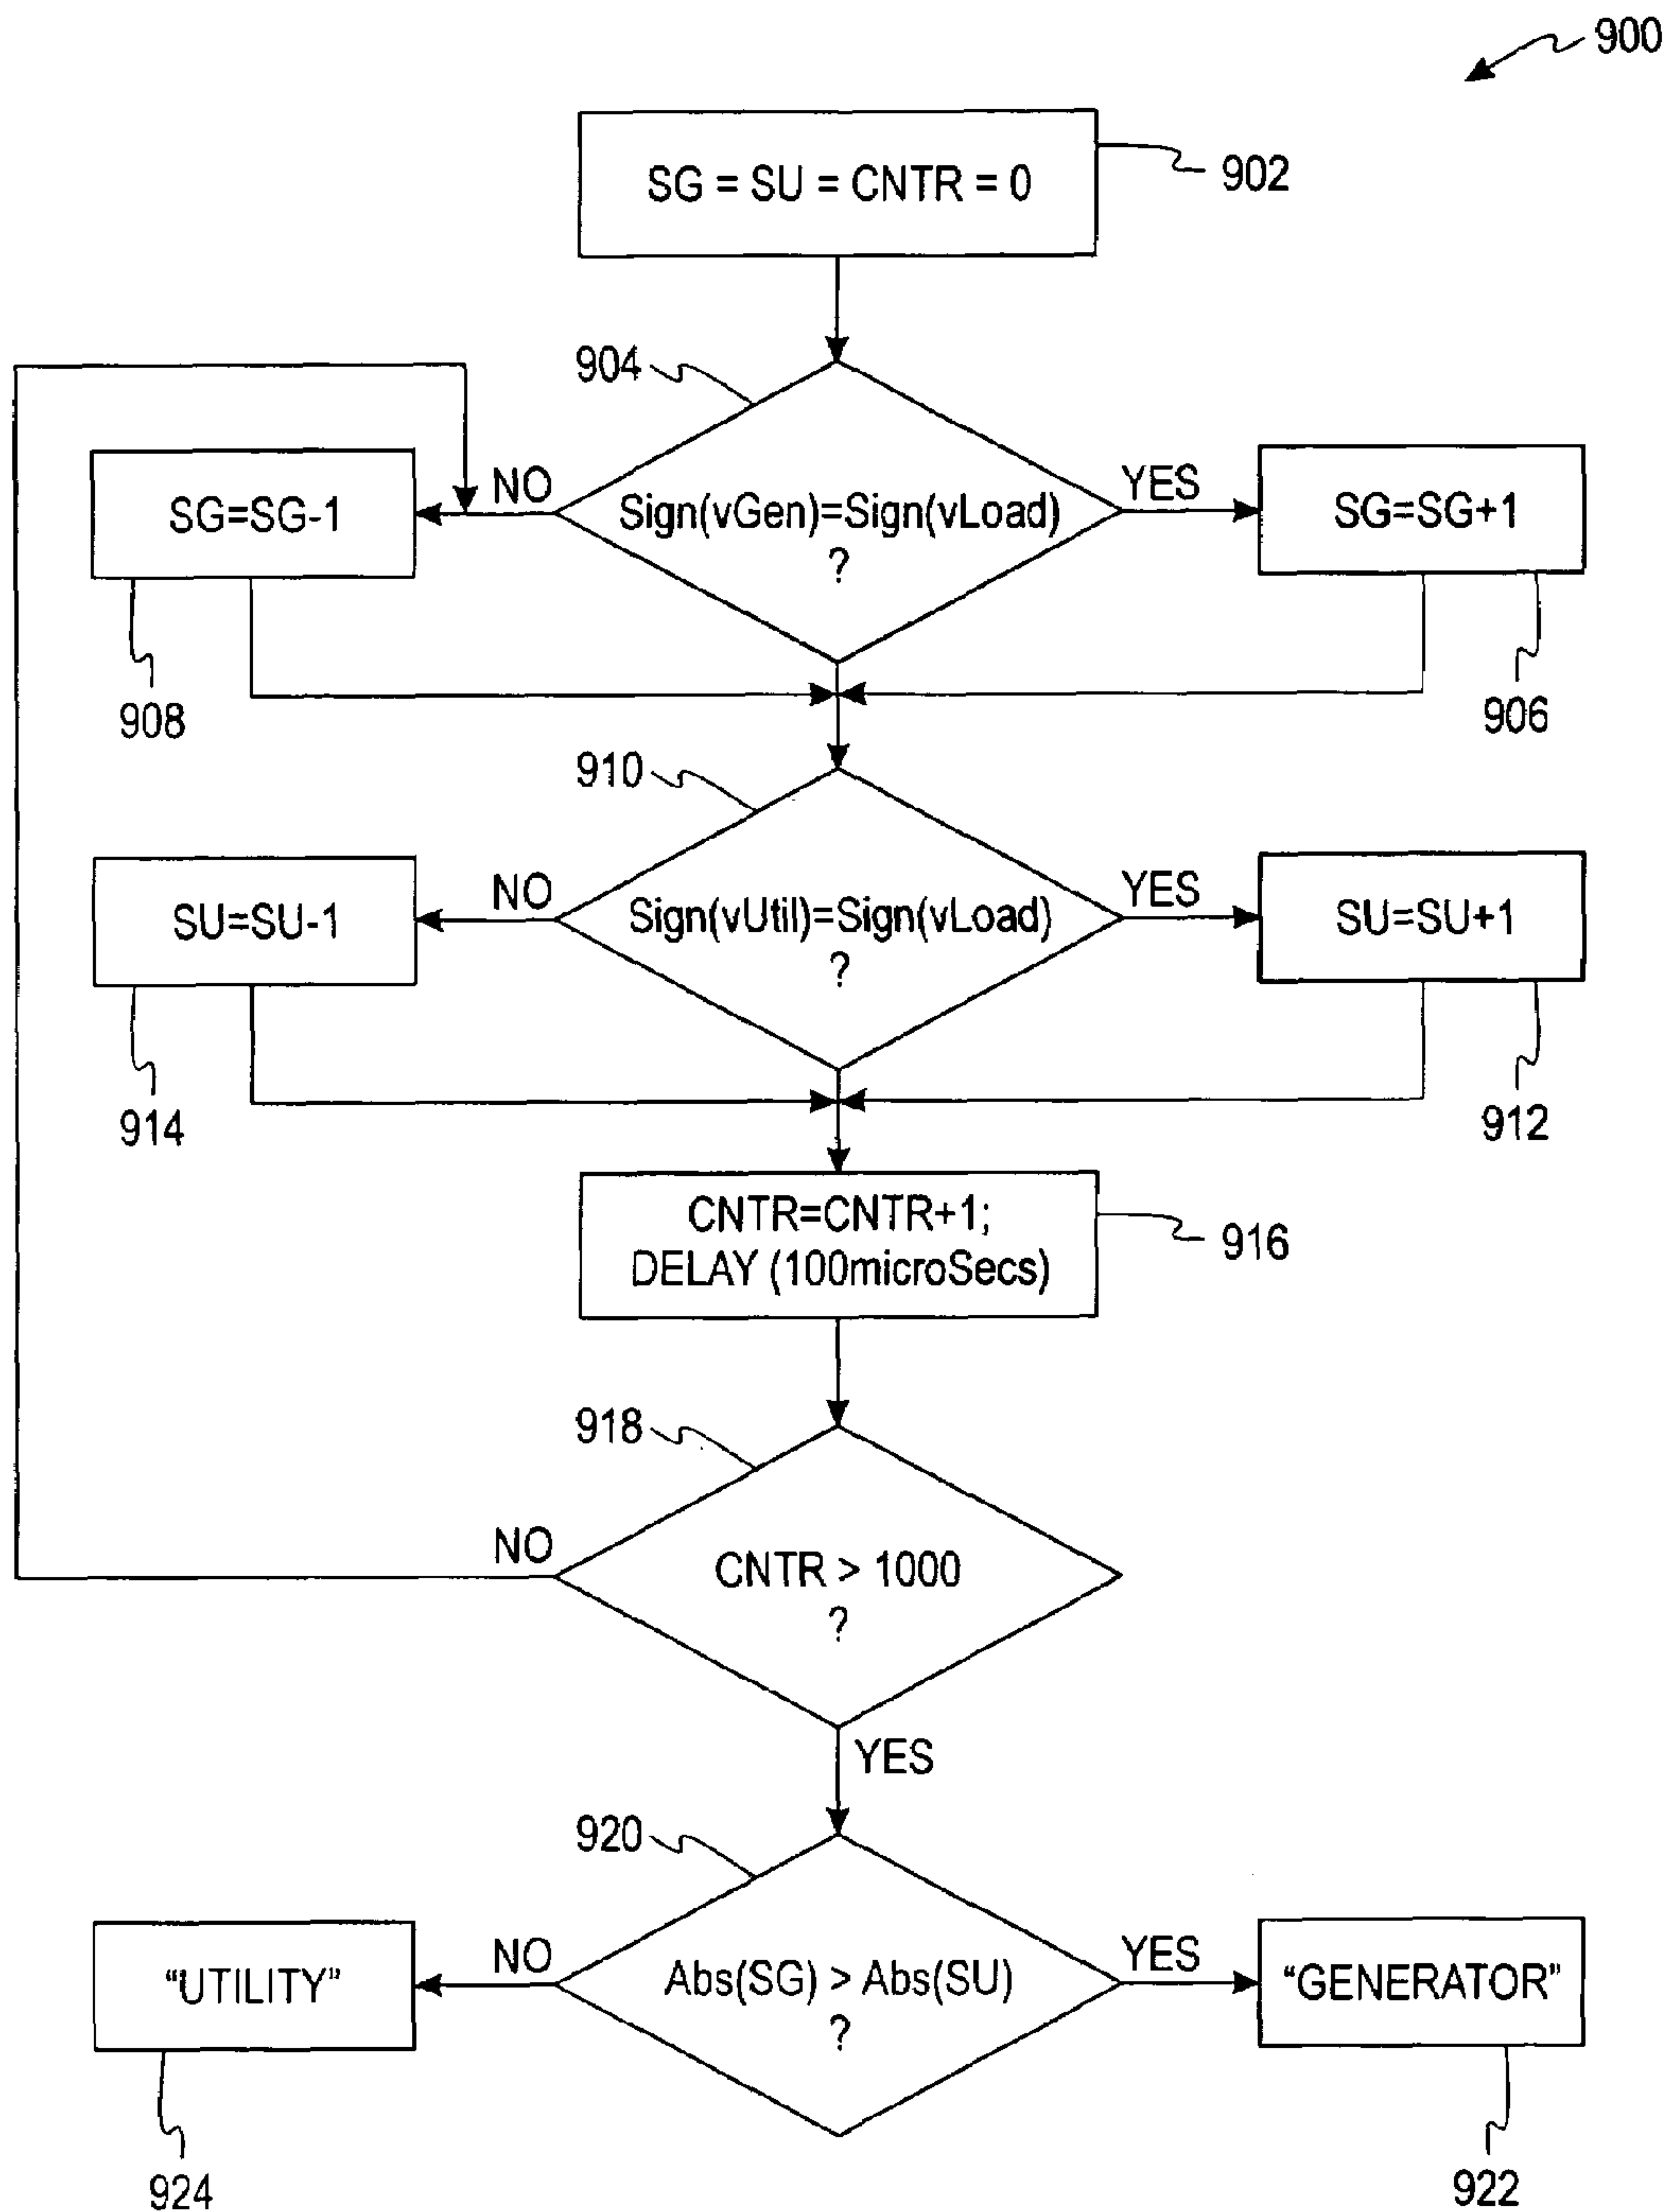 900
SG = SU = CNTR = 0
902
904
NO
YES
SG=SG-1
Sign(vGen)=Sign(vLoad)
?
SG=SG+1
908
906
910
NO
YES
SU=SU-1
Sign(vUtil)=Sign(vLoad)
?
SU=SU+1
914
912
CNTR=CNTR+1;
DELAY (100microSecs)
916
918
NO
CNTR > 1000
?
YES
920
NO
YES
“UTILITY”
Abs(SG) > Abs(SU)
?
“GENERATOR”
924
922